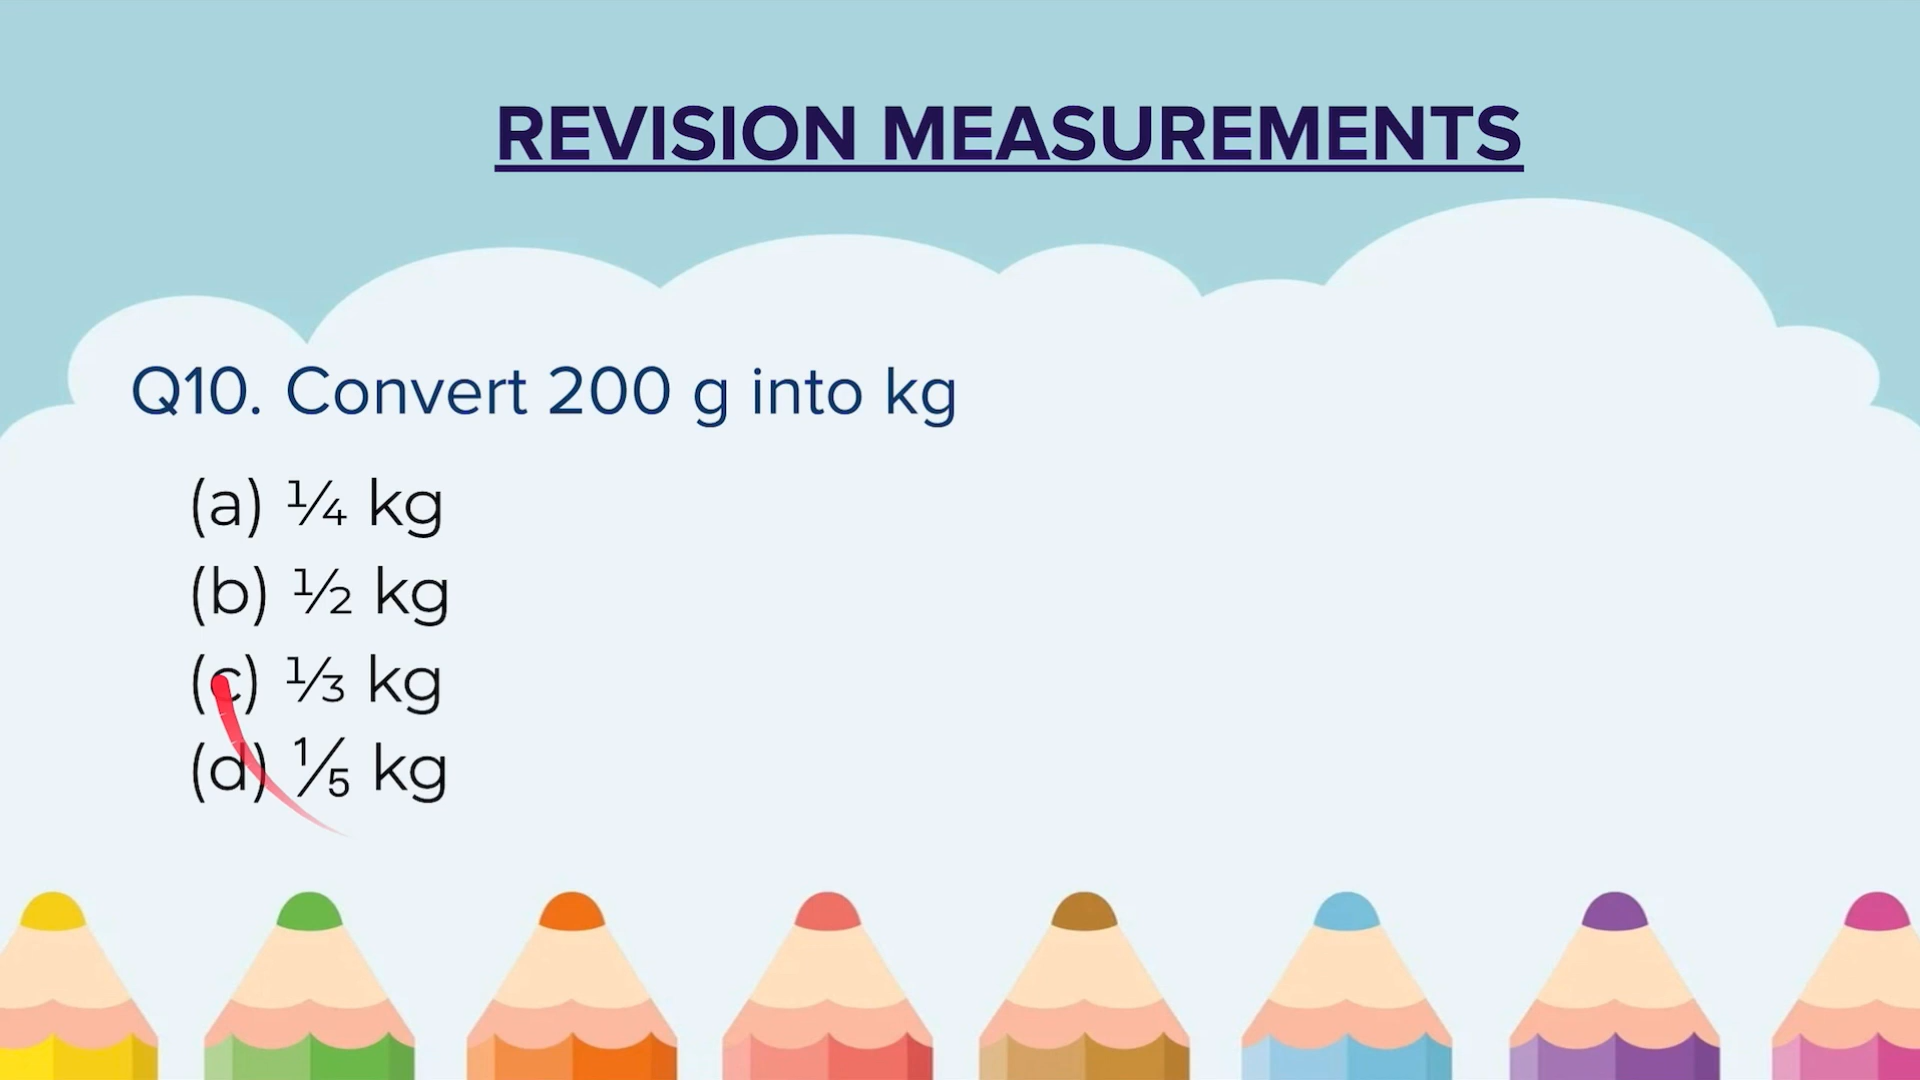 REVISION MEASUREMENTS
Q10. Convert 200 g into kg
(a) ¼ kg
(b) ½ kg
(c) ⅓ kg
(d) ⅕ kg